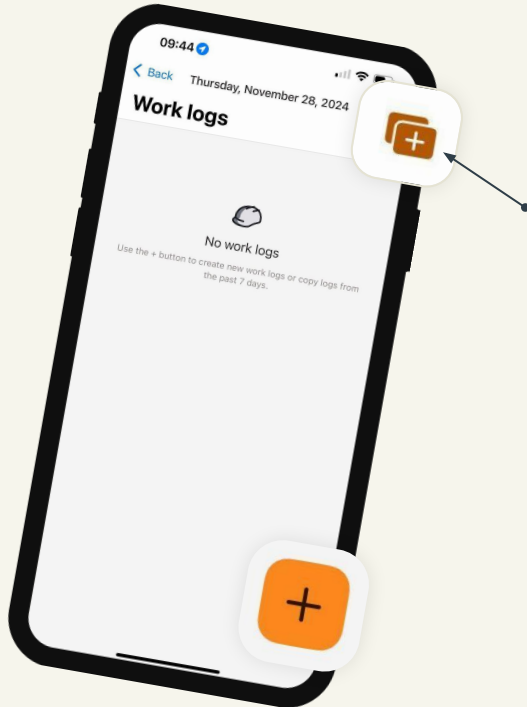 09:44
Back Thursday, November 28, 2024
Work logs
No work logs
Use the + button to create new work logs or copy logs from
the past 7 days.